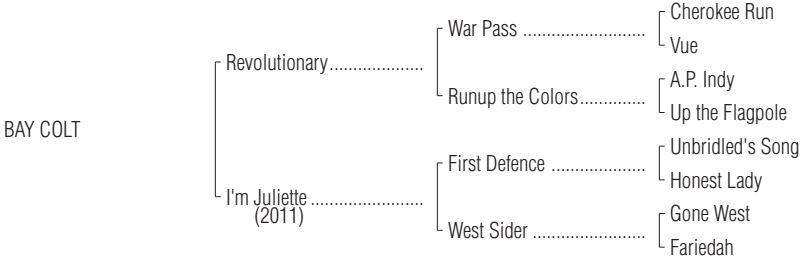 Cherokee Run
War Pass ..........................
Vue
Revolutionary....................
A.P. Indy
Runup the Colors..............
Up the Flagpole
BAY COLT
Unbridled's Song
First Defence ....................
Honest Lady
I'm Juliette ........................
(2011)
Gone West
West Sider ........................
Fariedah